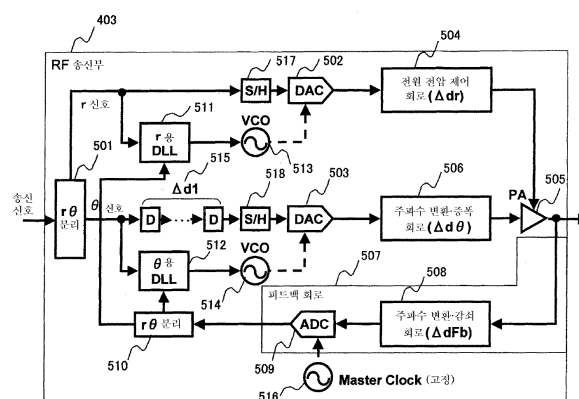 403
RF 송신부
517
502
504
S/H
DAC
전원 전압 제어
회로(Δdr)
r 신호
511
501
r 용
DLL
VCO
515
513
503
506
505
PA
송신
신호
rθ
분리
θ 신호
Δd1
518
D
D
S/H
DAC
주파수 변환·증폭
회로(Δdθ)
512
VCO
507
θ용
DLL
514
508
피드백 회로
rθ 분리
ADC
주파수 변환·감쇠
회로(ΔdFb)
510
509
516
Master Clock (고정)